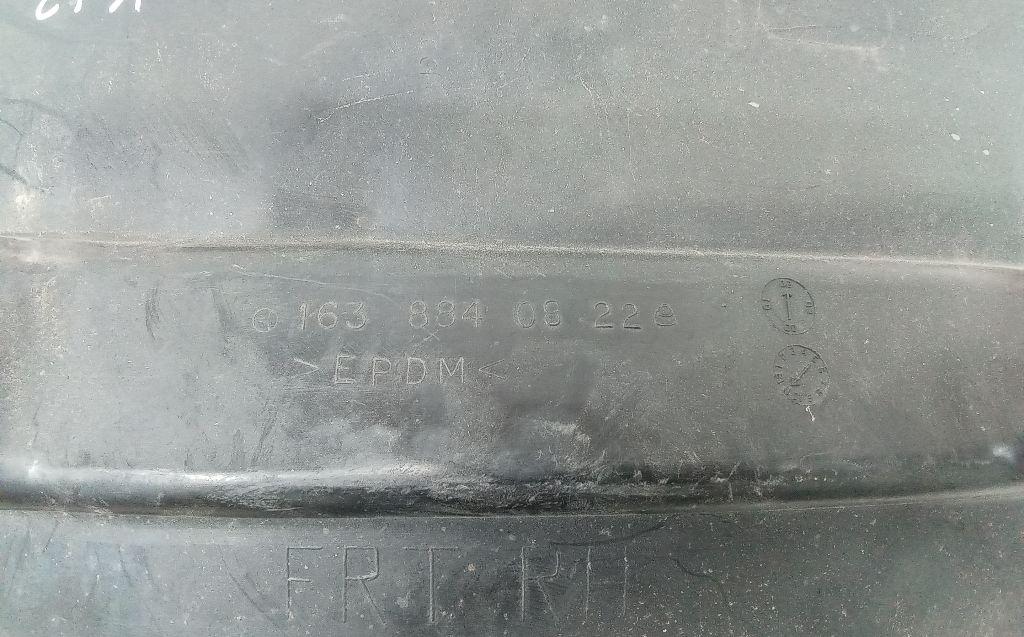 163 884 08 22
>EPDM<
FRT RH